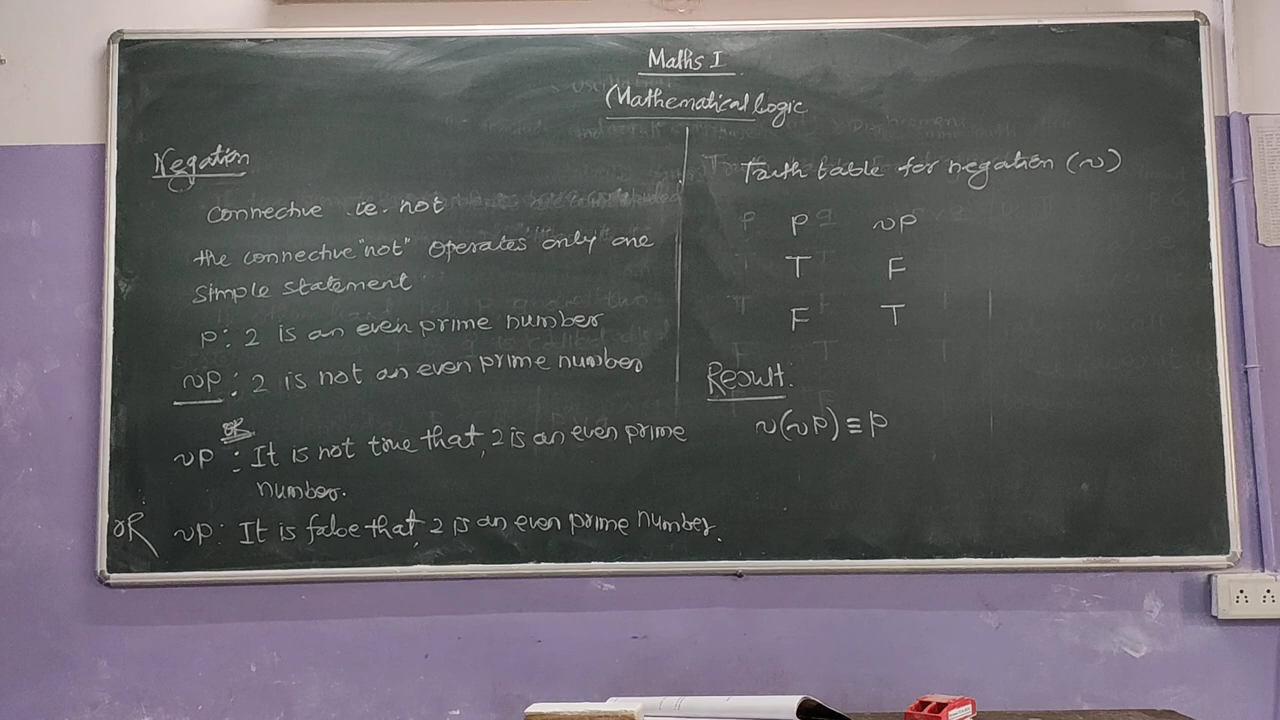 Maths I
(Mathematical Logic
Negation
Connective i.e. not
the connective "not" operates only one
simple statement
p: 2 is an even prime number
~p: 2 is not an even prime number
OR
~p: It is not true that, 2 is an even prime
number.
OR ~p: It is false that, 2 is an even prime number.
Truth table for negation (~)
p ~p
T F
F T
Result.
~(~p) ≡ p